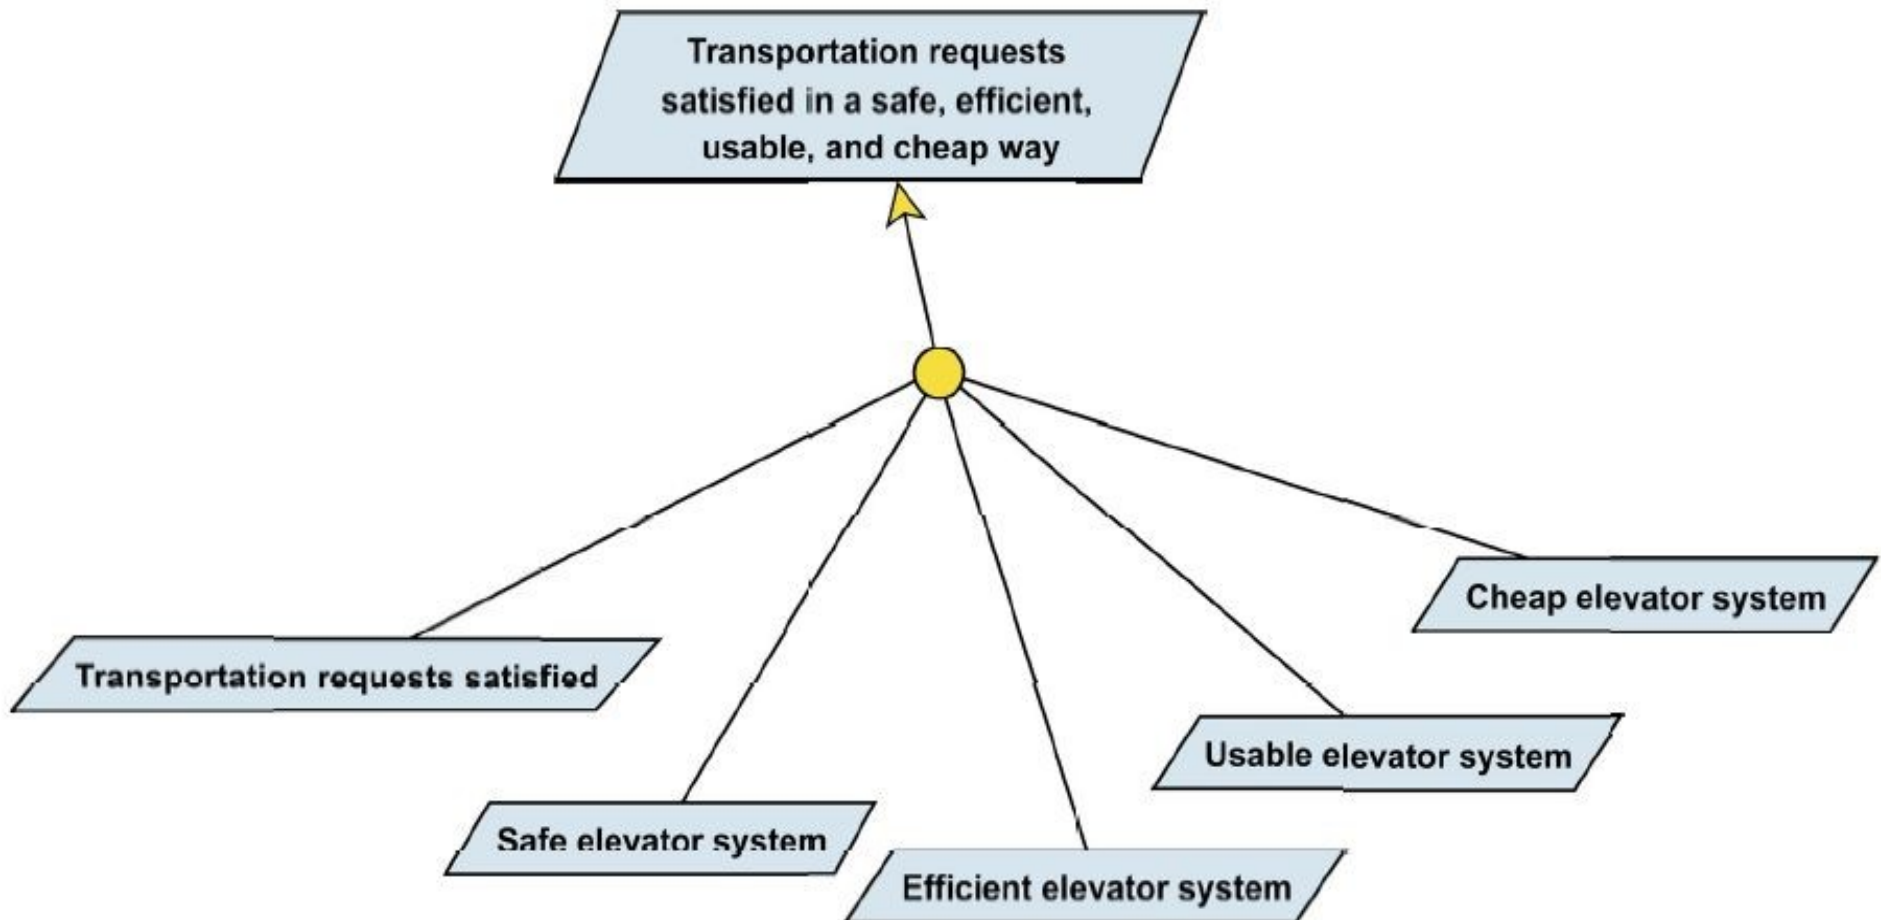 Transportation requests
satisfied in a safe, efficient,
usable, and cheap way
Cheap elevator system
Transportation requests satisfied
Usable elevator system
Safe elevator system
Efficient elevator system